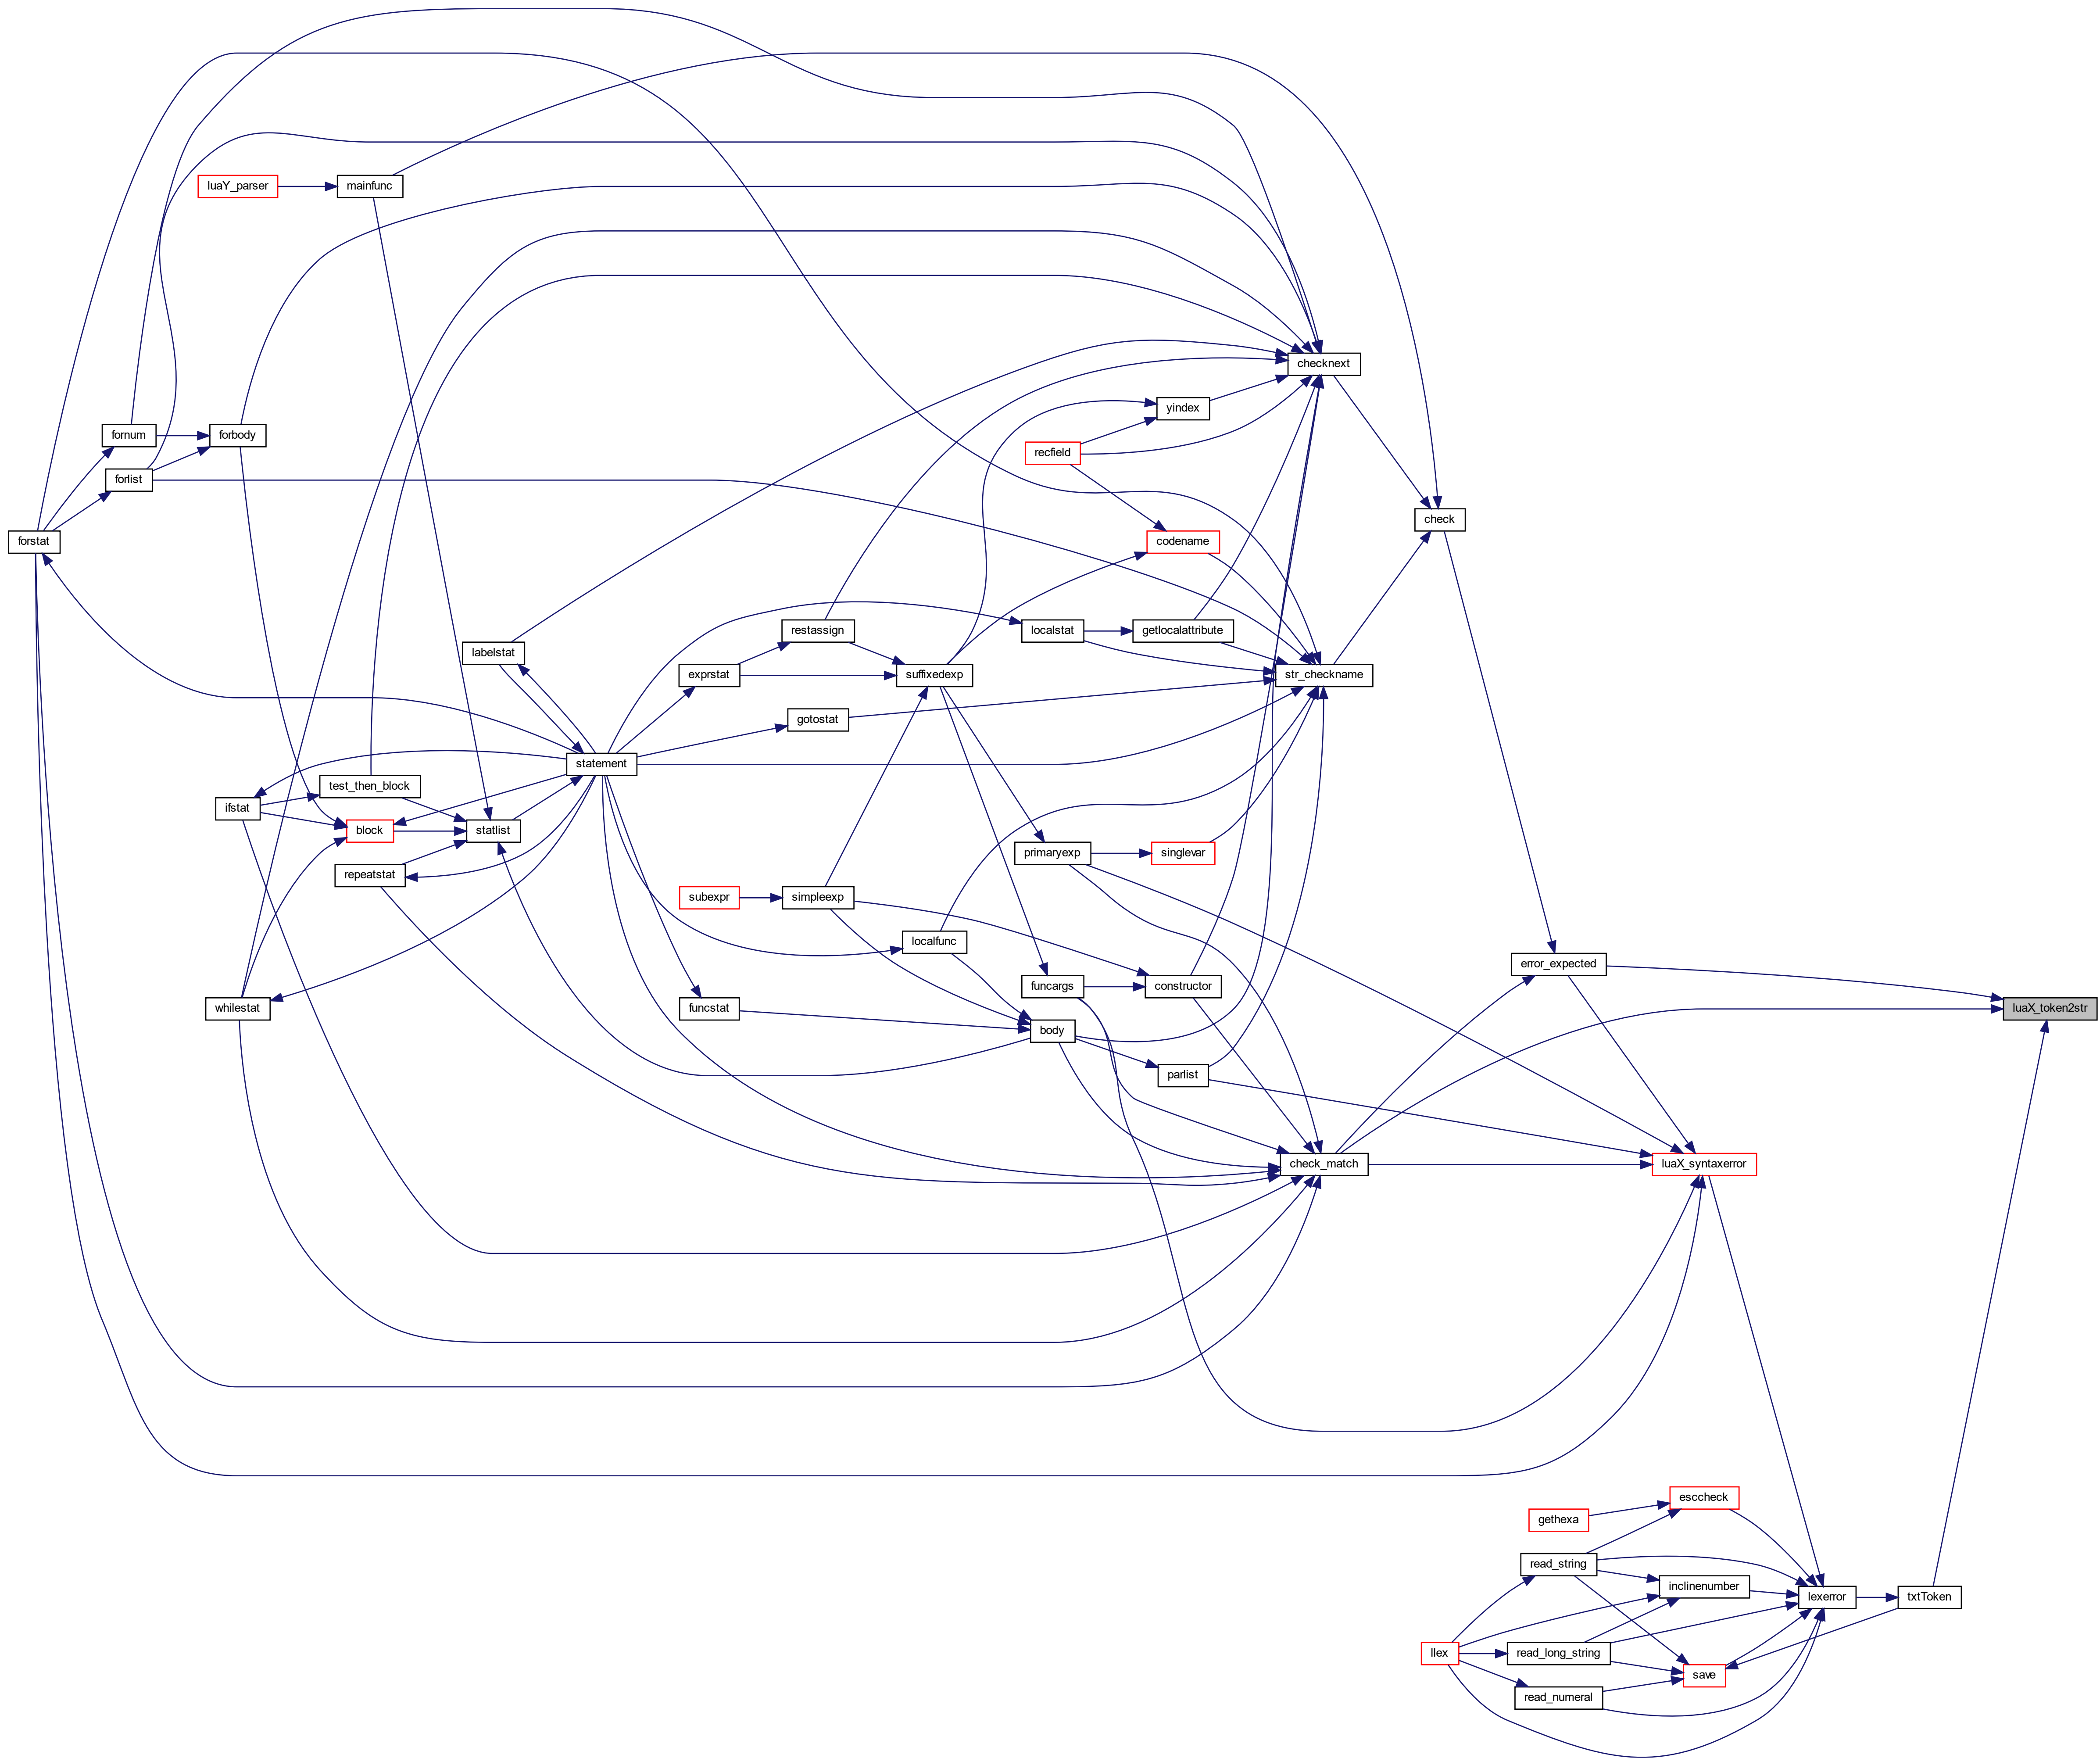 luaY_parser
mainfunc
checknext
yindex
fornum
forbody
recfield
forlist
check
forstat
codename
restassign
localstat
getlocalattribute
labelstat
exprstat
suffixedexp
str_checkname
gotostat
statement
test_then_block
ifstat
block
statlist
primaryexp
singlevar
repeatstat
subexpr
simpleexp
localfunc
error_expected
funcargs
constructor
whilestat
funcstat
luaX_token2str
body
parlist
check_match
luaX_syntaxerror
esccheck
gethexa
read_string
inclinenumber
lexerror
txtToken
llex
read_long_string
save
read_numeral